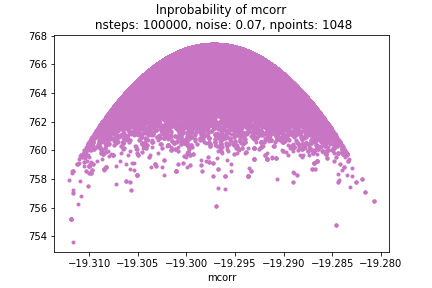 lnprobability of mcorr
nsteps: 100000, noise: 0.07, npoints: 1048
768
766
764
762
760
758
756
754
−19.310 −19.305 −19.300 −19.295 −19.290 −19.285 −19.280
mcorr